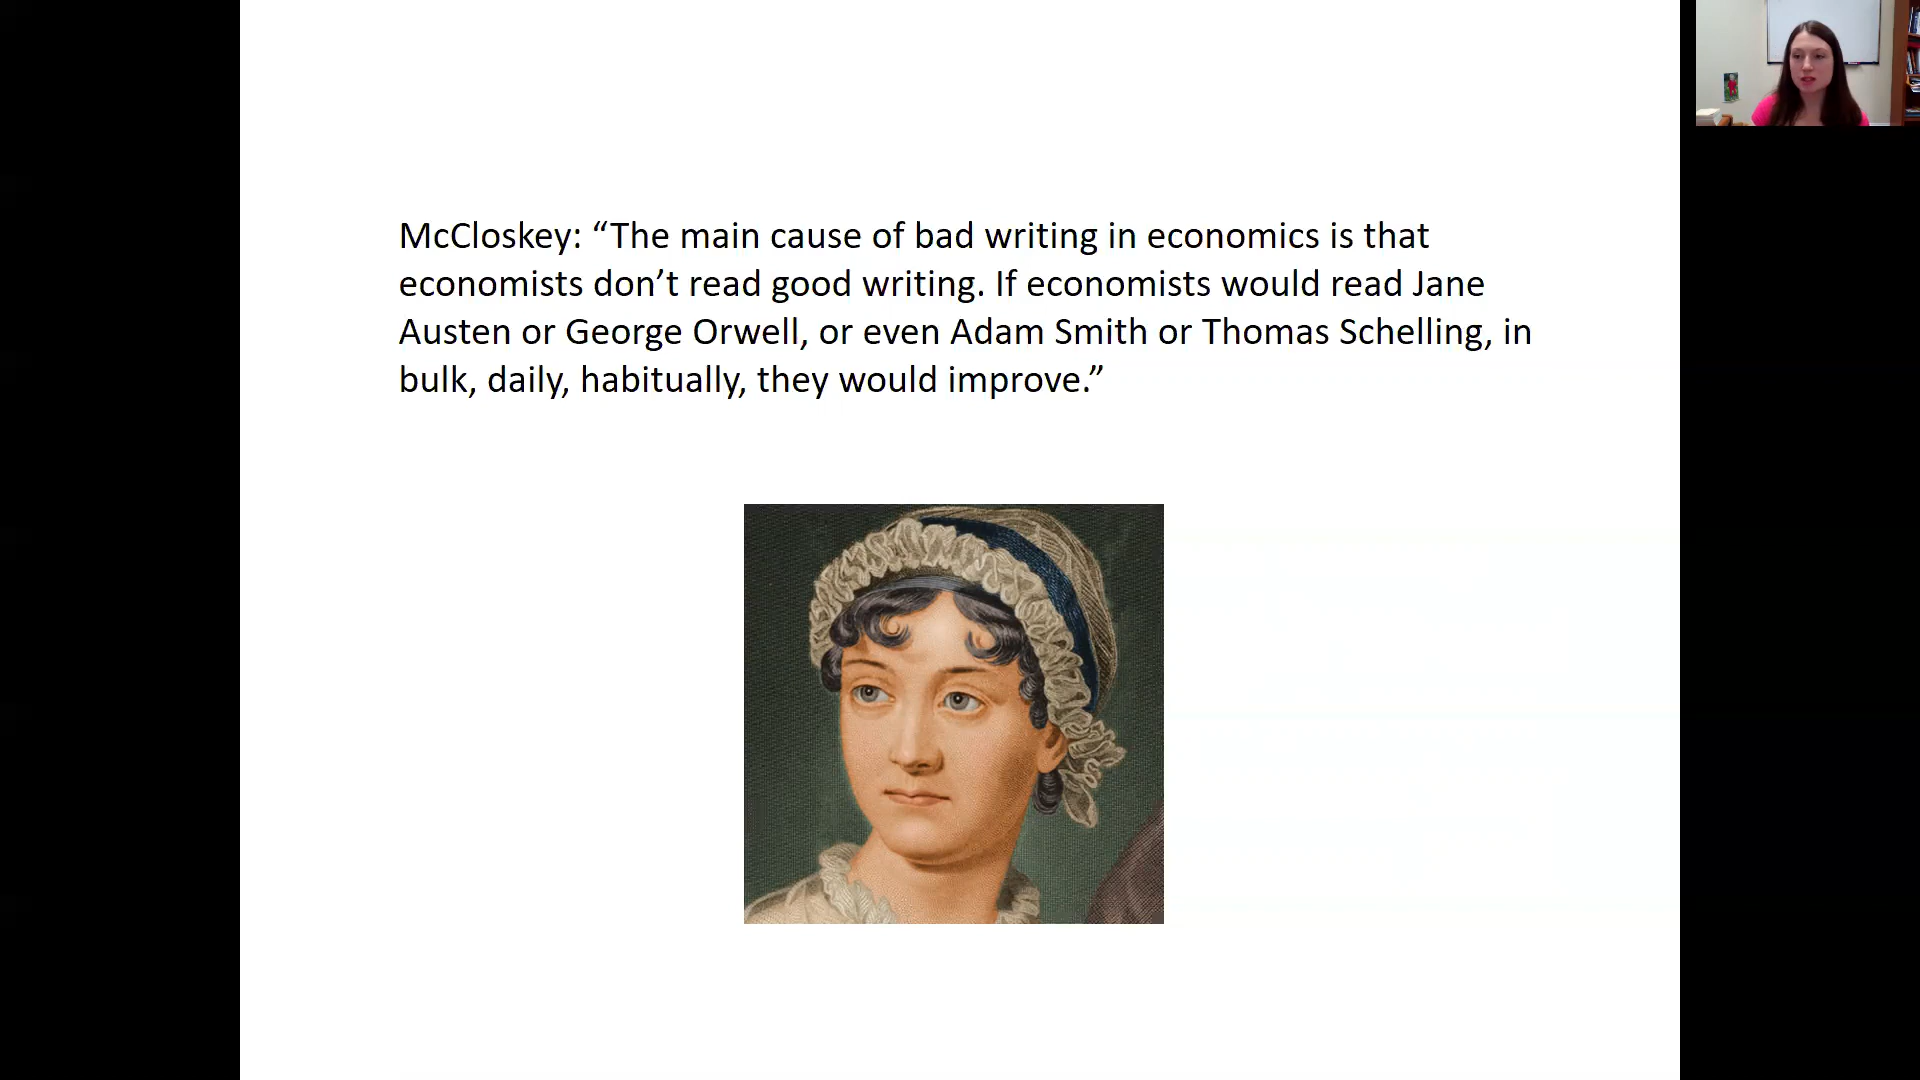 McCloskey: “The main cause of bad writing in economics is that
economists don’t read good writing. If economists would read Jane
Austen or George Orwell, or even Adam Smith or Thomas Schelling, in
bulk, daily, habitually, they would improve.”